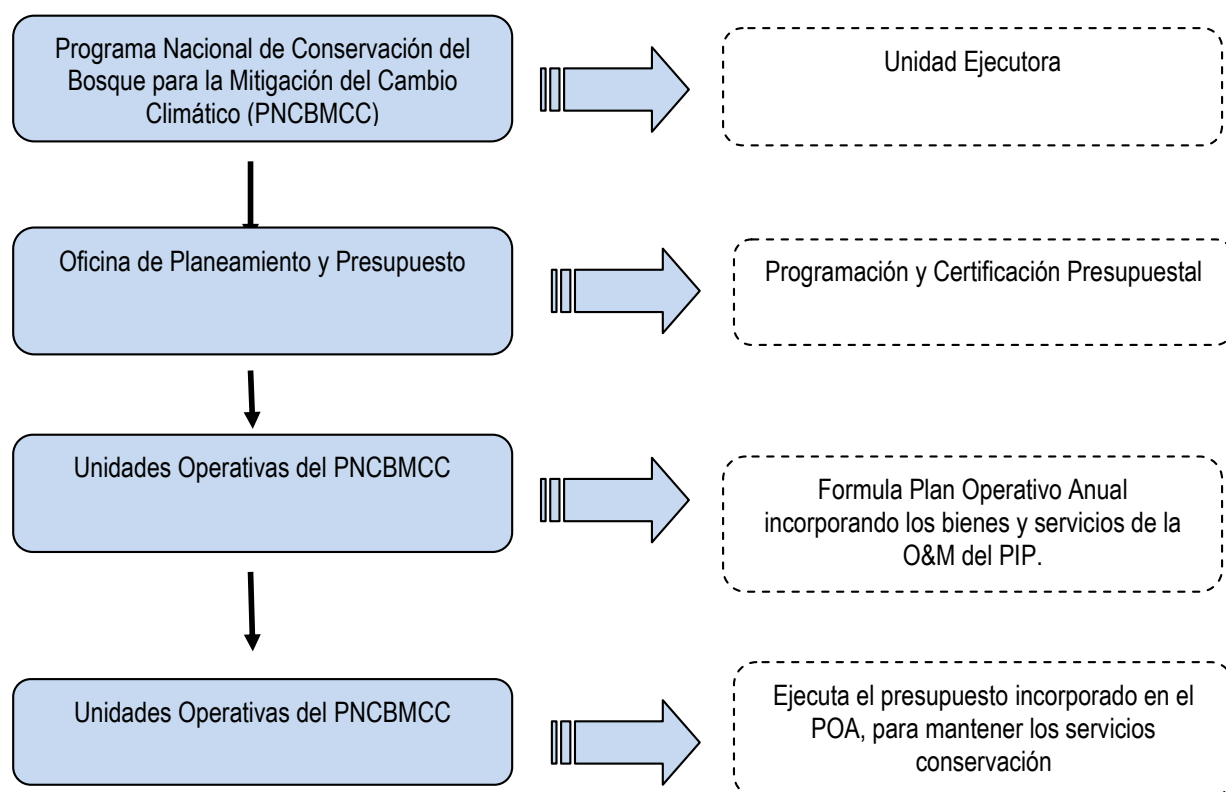 Programa Nacional de Conservación del
Bosque para la Mitigación del Cambio
Climático (PNCBMCC)
Unidad Ejecutora
Oficina de Planeamiento y Presupuesto
Programación y Certificación Presupuestal
Unidades Operativas del PNCBMCC
Formula Plan Operativo Anual
incorporando los bienes y servicios de la
O&M del PIP.
Unidades Operativas del PNCBMCC
Ejecuta el presupuesto incorporado en el
POA, para mantener los servicios
conservación